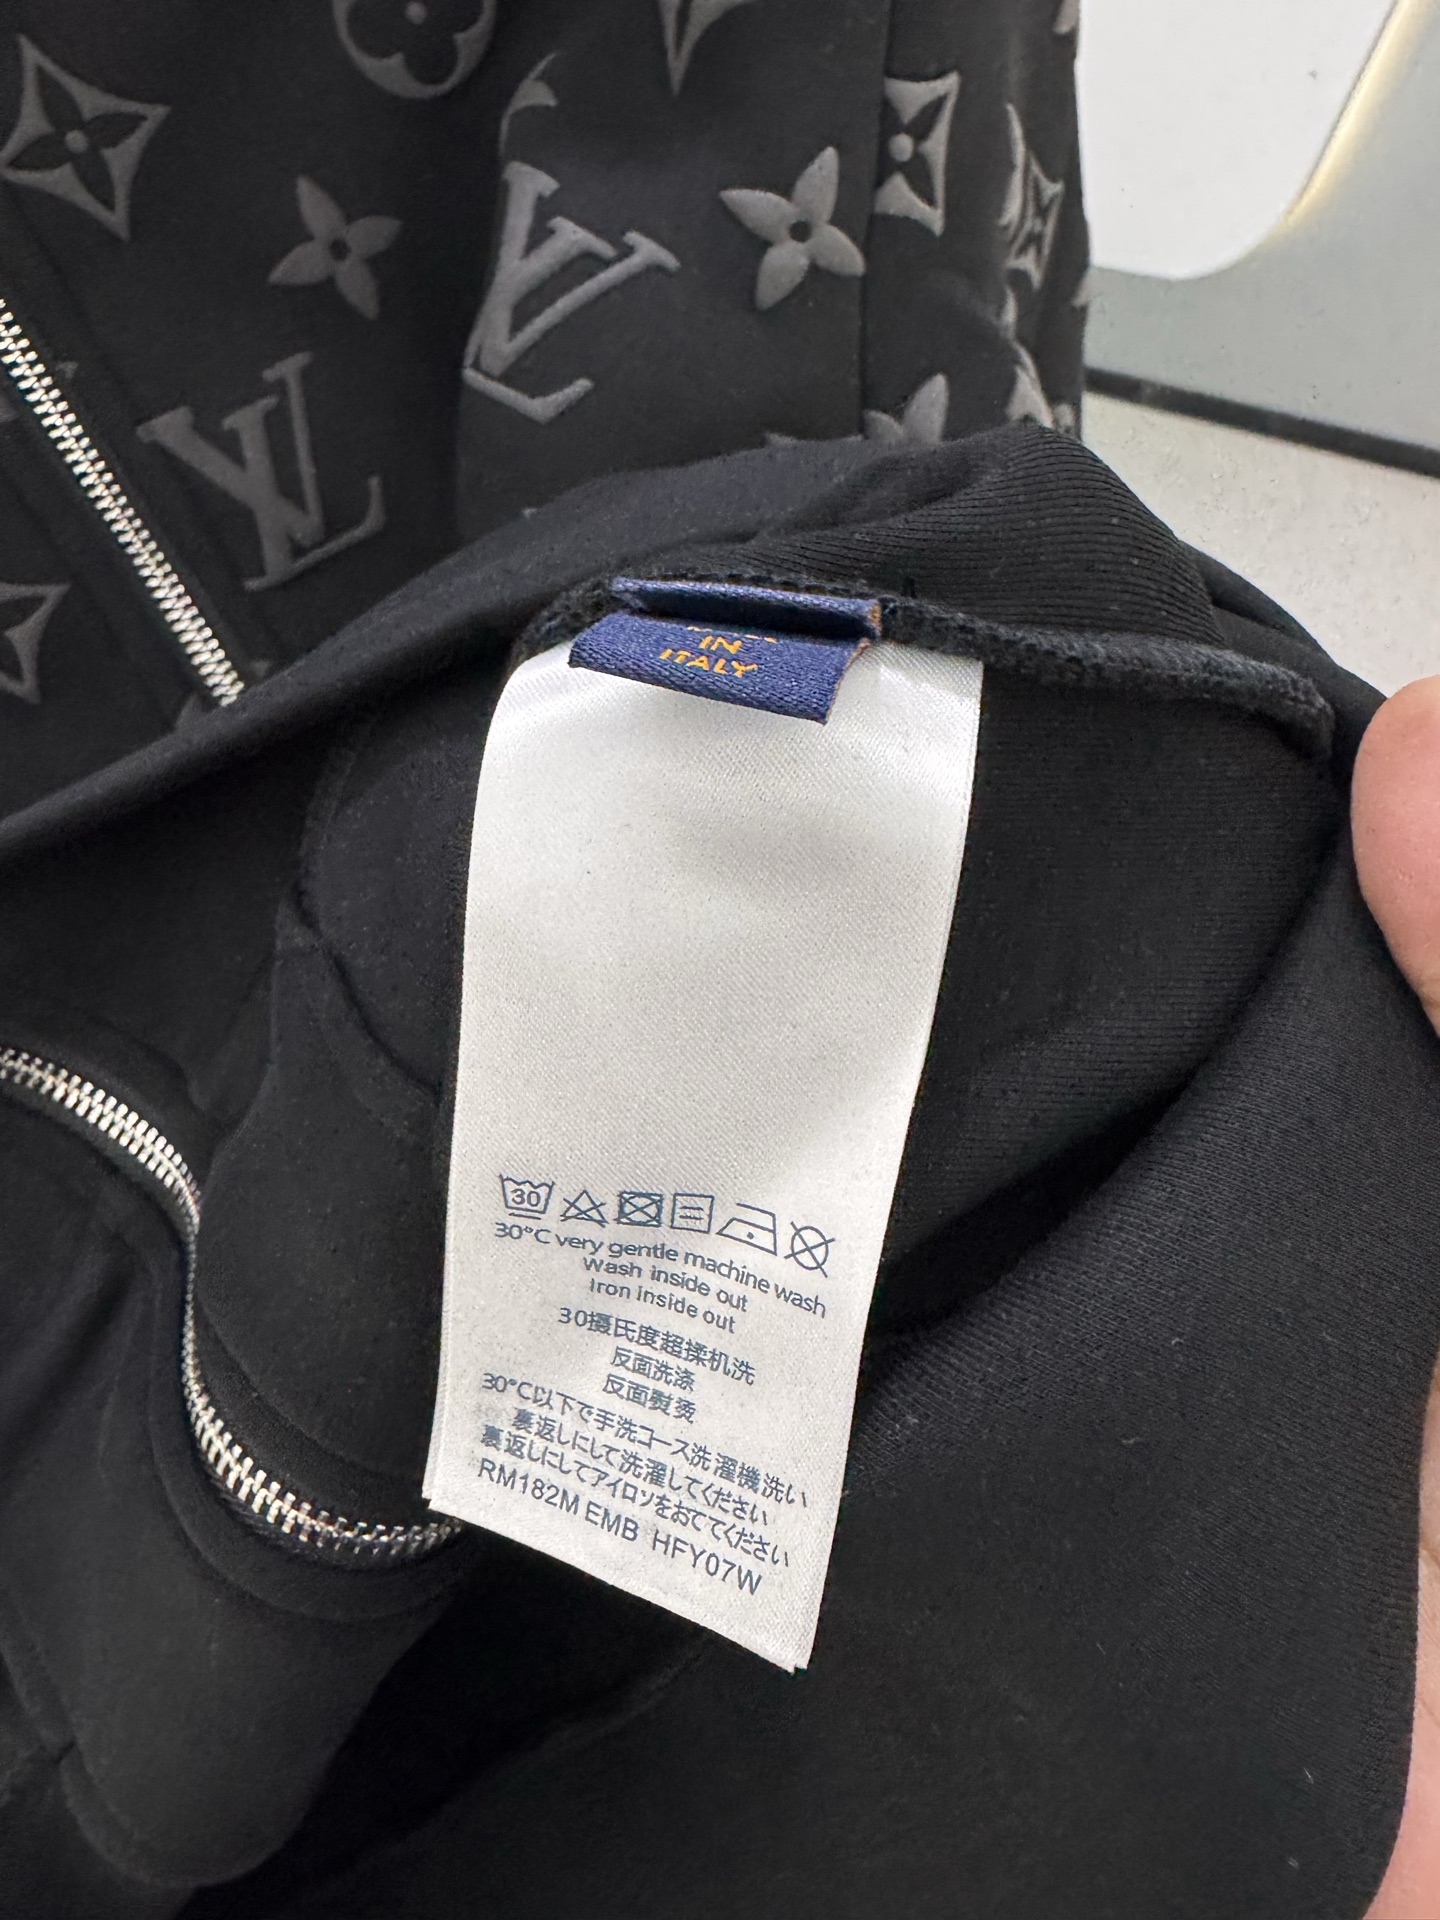 IN
ITALY
30
30°C very gentle machine wash
Wash inside out
Iron inside out
30摄氏度超揉机洗
反面洗涤
反面熨烫
30°C以下で手洗コース洗濯機洗い
裏返しにして洗濯してください
裏返しにしてアイロンをおててください
RM182M EMB HFY07W